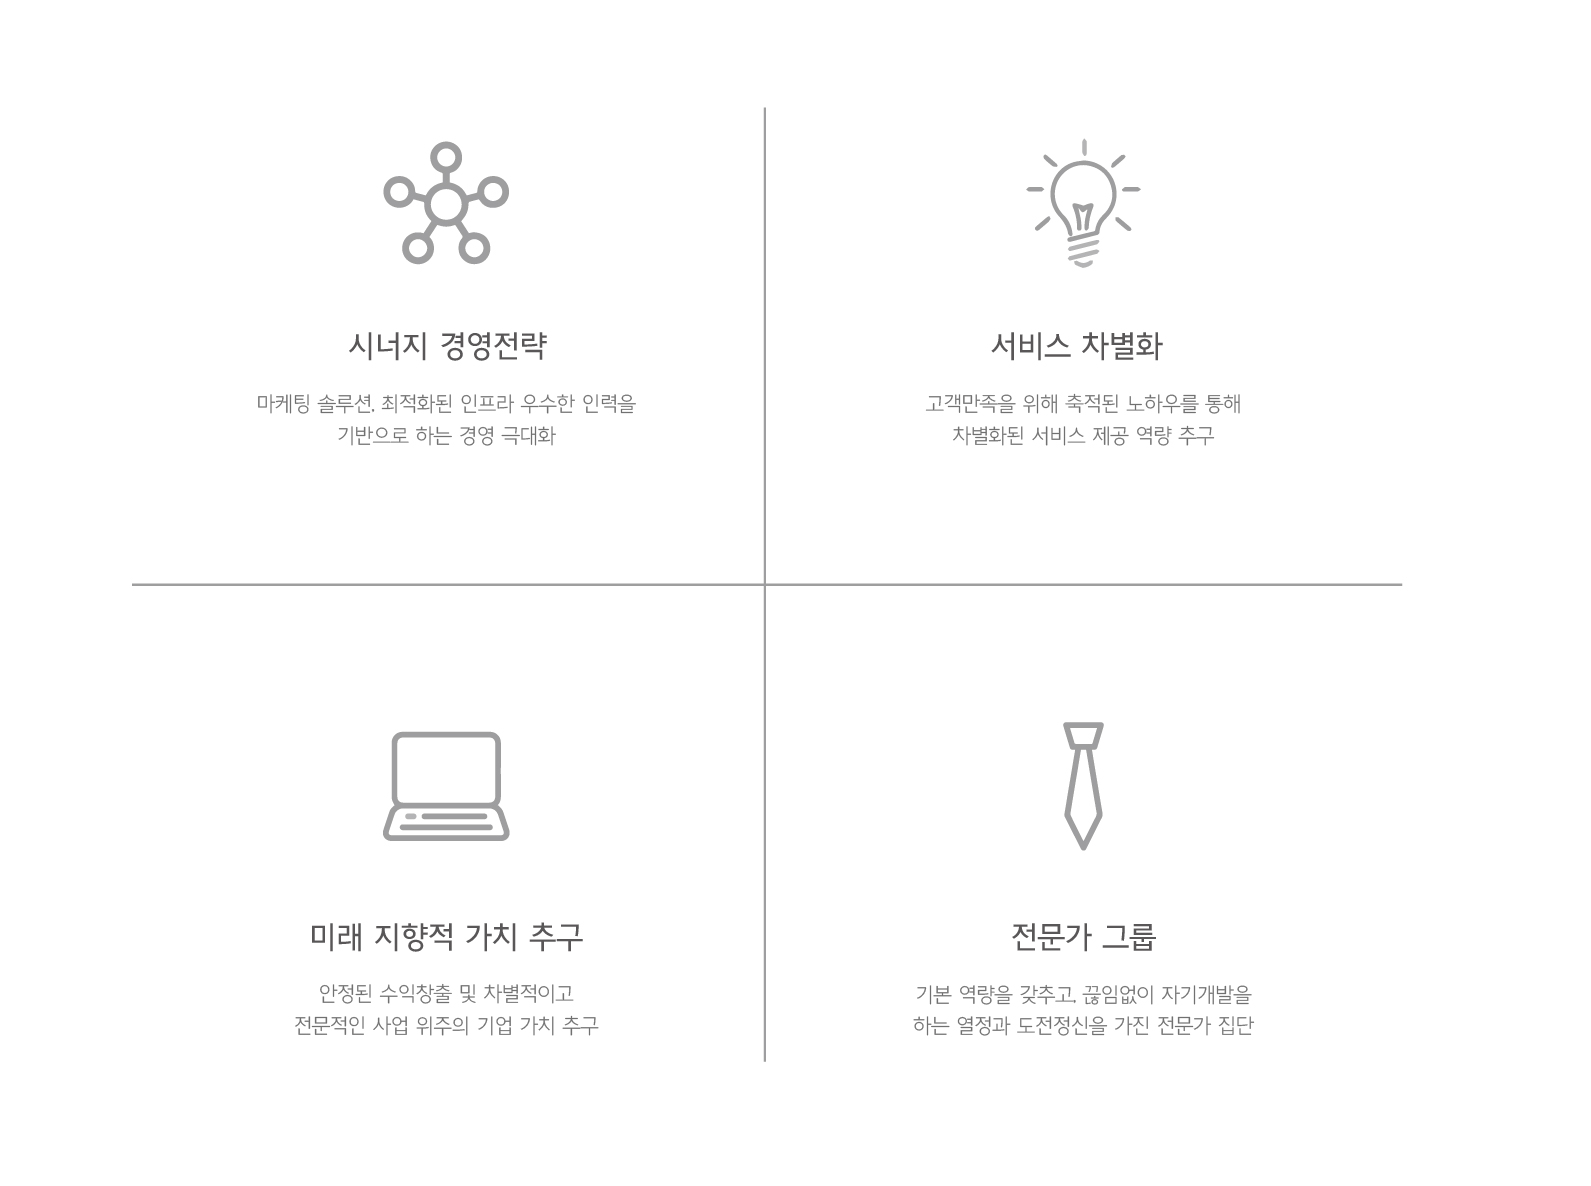 시너지 경영전략
마케팅 솔루션, 최적화된 인프라 우수한 인력을
기반으로 하는 경영 극대화
서비스 차별화
고객만족을 위해 축적된 노하우를 통해
차별화된 서비스 제공 역량 추구
미래 지향적 가치 추구
안정된 수익창출 및 차별적이고
전문적인 사업 위주의 기업 가치 추구
전문가 그룹
기본 역량을 갖추고, 끊임없이 자기개발을
하는 열정과 도전정신을 가진 전문가 집단